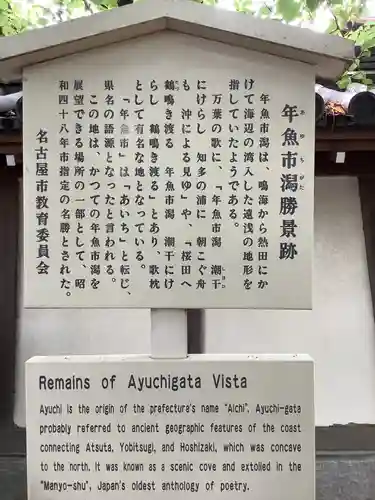 年魚市潟勝景跡
あゆちがた
年魚市潟は、鳴海から熱田にか
けて海辺の湾入した遠浅の地形を
指していたようである。
万葉の歌に、「年魚市潟 潮干
にけらし 知多の浦に 朝こぐ舟
も 沖による見ゆ」や、「桜田へ
鶴鳴き渡る 年魚市潟 潮干にけ
らし 鶴鳴き渡る」とあり、歌枕
として有名な地となっている。
「年魚市」は「あいち」と転じ、
県名の語源となったと言われる。
この地は、かつての年魚市潟を
展望できる場所の一部として、昭
和四十八年市指定の名勝とされた。
名古屋市教育委員会
Remains of Ayuchigata Vista
Ayuchi is the origin of the prefecture's name "Aichi". Ayuchi-gata
probably referred to ancient geographic features of the coast
connecting Atsuta, Yobitsugi, and Hoshizaki, which was concave
to the north. It was known as a scenic cove and extolled in the
"Manyo-shu", Japan's oldest anthology of poetry.